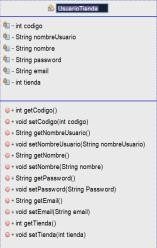 UsuarioTienda
- int codigo
- String nombreUsuario
- String nombre
- String password
- String email
- int tienda
+ int getCodigo()
+ void setCodigo(int codigo)
+ String getNombreUsuario()
+ void setNombreUsuario(String nombreUsuario)
+ String getNombre()
+ void setNombre(String nombre)
+ String getPassword()
+ void setPassword(String Password)
+ String getEmail()
+ void setEmail(String email)
+ int getTienda()
+ void setTienda(int tienda)